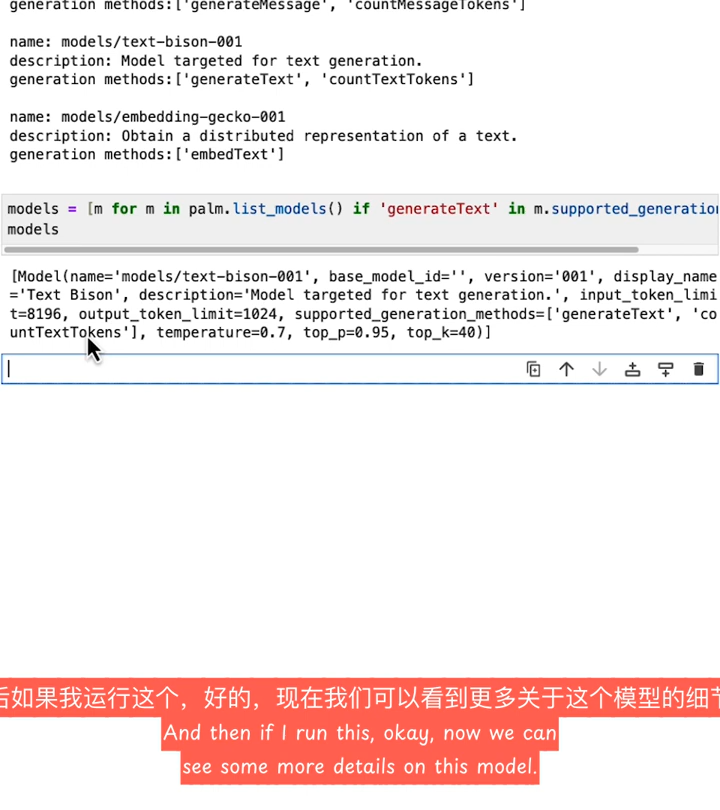 generation methods:['generateMessage', 'countMessageTokens']
name: models/text-bison-001
description: Model targeted for text generation.
generation methods:['generateText', 'countTextTokens']
name: models/embedding-gecko-001
description: Obtain a distributed representation of a text.
generation methods:['embedText']
models = [m for m in palm.list_models() if 'generateText' in m.supported_generation
models
[Model(name='models/text-bison-001', base_model_id='', version='001', display_name
='Text Bison', description='Model targeted for text generation.', input_token_limi
t=8196, output_token_limit=1024, supported_generation_methods=['generateText', 'co
untTextTokens'], temperature=0.7, top_p=0.95, top_k=40)]
后如果我运行这个，好的，现在我们可以看到更多关于这个模型的细节
And then if I run this, okay, now we can
see some more details on this model.